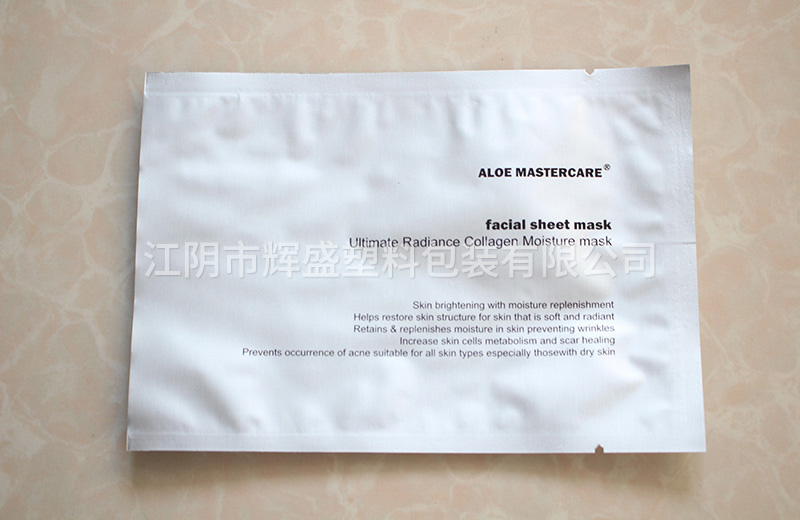 ALOE MASTERCARE®
facial sheet mask
Ultimate Radiance Collagen Moisture mask
江阴市辉盛塑料包装有限公司
Skin brightening with moisture replenishment
Helps restore skin structure for skin that is soft and radiant
Retains & replenishes moisture in skin preventing wrinkles
Increase skin cells metabolism and scar healing
Prevents occurrence of acne suitable for all skin types especially thosewith dry skin